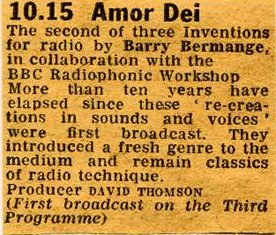 10.15 Amor Dei
The second of three Inventions
for radio by Barry Bermange,
in collaboration with the
BBC Radiophonic Workshop
More than ten years have
elapsed since these ' re-crea-
tions in sounds and voices '
were first broadcast. They
introduced a fresh genre to the
medium and remain classics
of radio technique.
Producer DAVID THOMSON
(First broadcast on the Third
Programme)